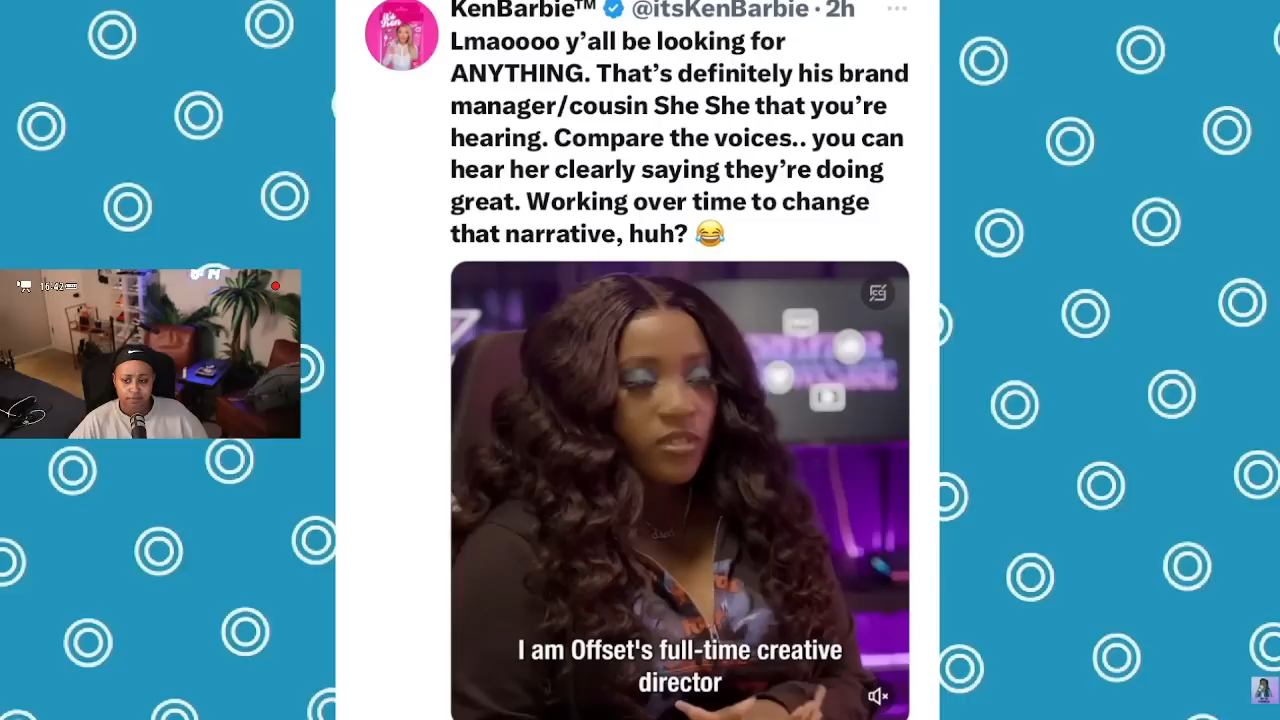 KenBarbie™ @itsKenBarbie · 2h
Lmaoooo y’all be looking for
ANYTHING. That’s definitely his brand
manager/cousin She She that you’re
hearing. Compare the voices.. you can
hear her clearly saying they’re doing
great. Working over time to change
that narrative, huh? 😂
16:42
I am Offset's full-time creative
director